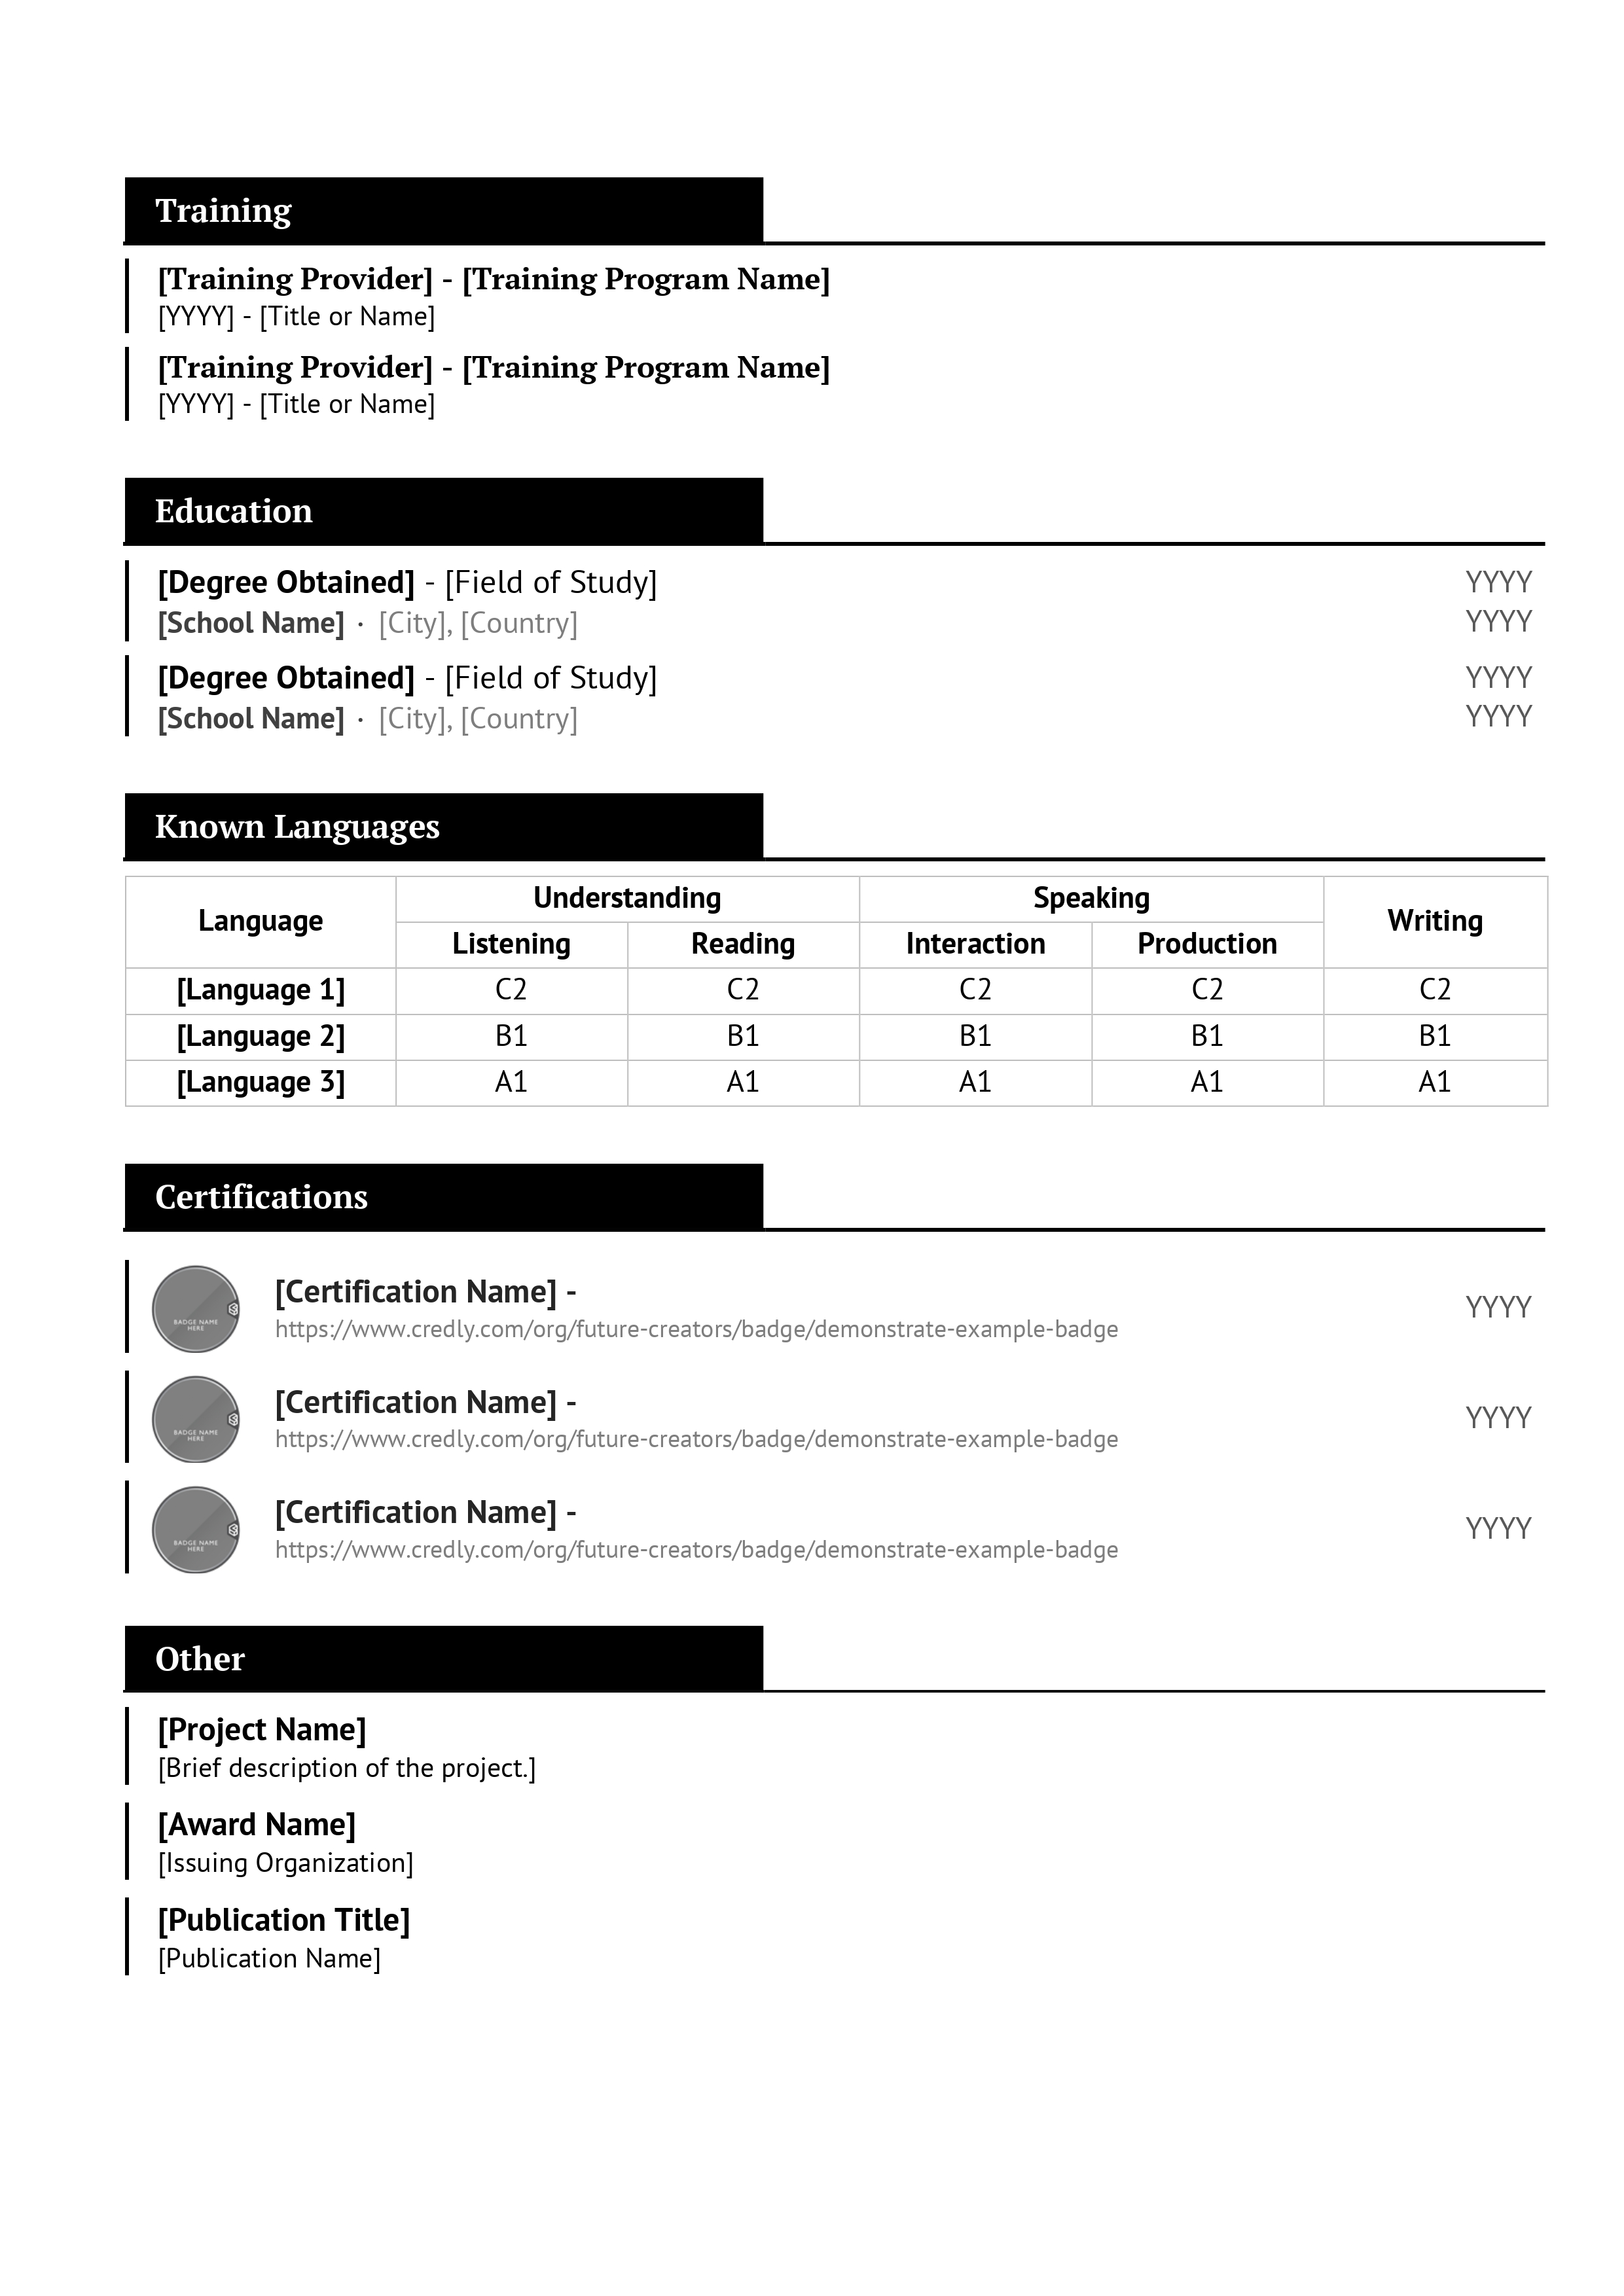 Training
[Training Provider] - [Training Program Name]
[YYYY] - [Title or Name]
[Training Provider] - [Training Program Name]
[YYYY] - [Title or Name]
Education
[Degree Obtained] - [Field of Study] YYYY
[School Name] · [City], [Country] YYYY
[Degree Obtained] - [Field of Study] YYYY
[School Name] · [City], [Country] YYYY
Known Languages
Language Understanding Speaking Writing
Listening Reading Interaction Production
[Language 1] C2 C2 C2 C2 C2
[Language 2] B1 B1 B1 B1 B1
[Language 3] A1 A1 A1 A1 A1
Certifications
BADGE NAME
HERE
[Certification Name] -
https://www.credly.com/org/future-creators/badge/demonstrate-example-badge
YYYY
BADGE NAME
HERE
[Certification Name] -
https://www.credly.com/org/future-creators/badge/demonstrate-example-badge
YYYY
BADGE NAME
HERE
[Certification Name] -
https://www.credly.com/org/future-creators/badge/demonstrate-example-badge
YYYY
Other
[Project Name]
[Brief description of the project.]
[Award Name]
[Issuing Organization]
[Publication Title]
[Publication Name]